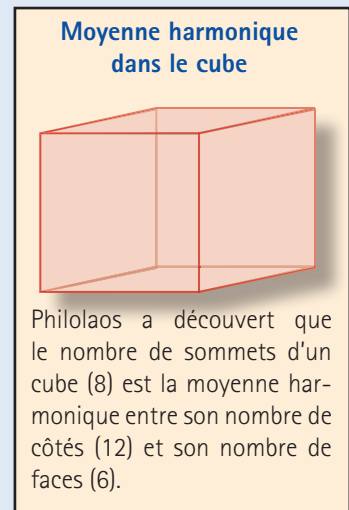 Moyenne harmonique
dans le cube
Philolaos a découvert que
le nombre de sommets d'un
cube (8) est la moyenne har-
monique entre son nombre de
côtés (12) et son nombre de
faces (6).